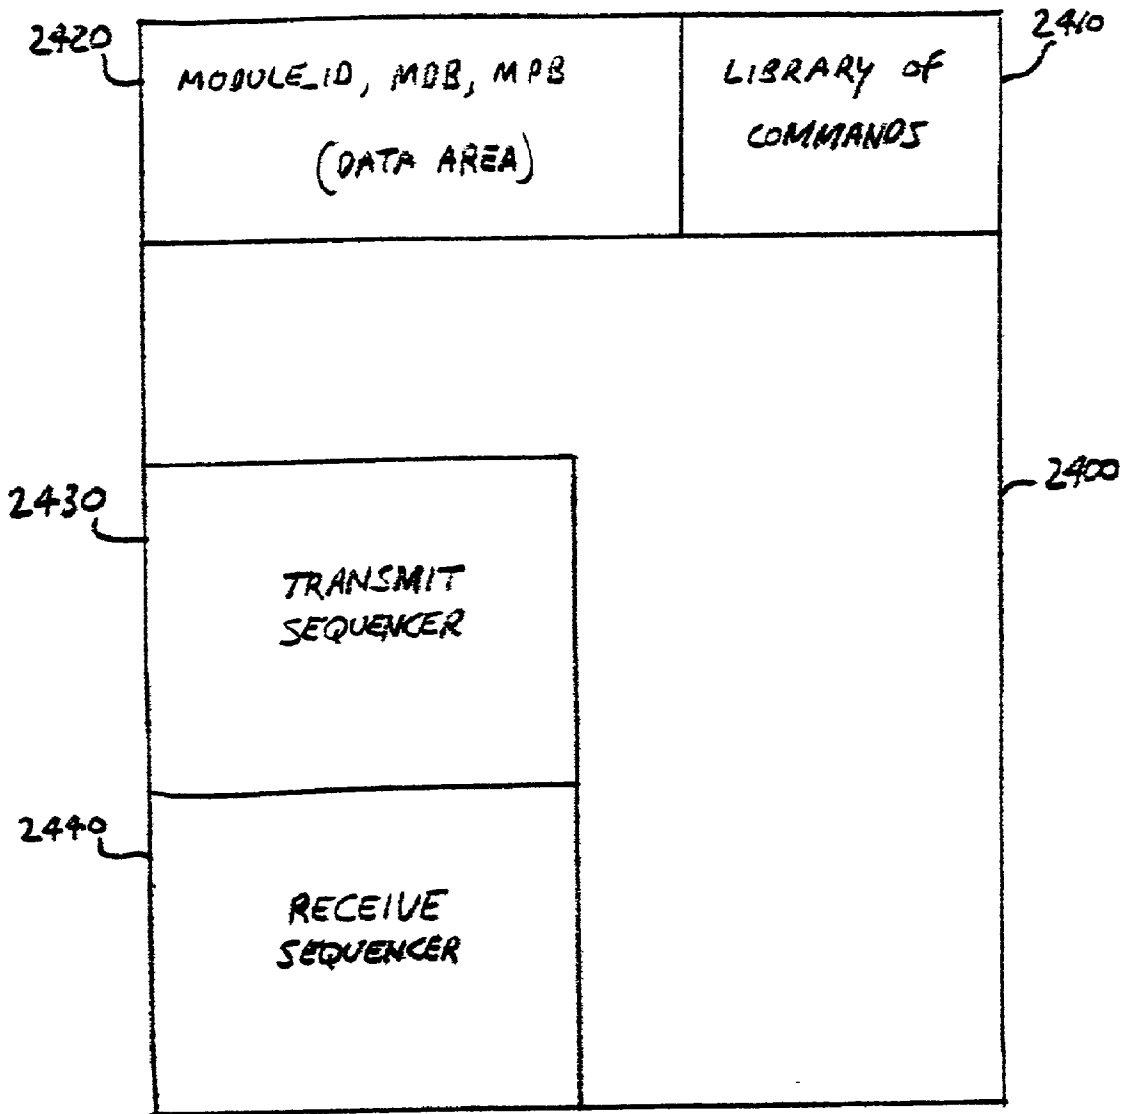 2420
MODULE_ID, MDB, MPB
(DATA AREA)
LIBRARY OF
COMMANDS
2410
2400
2430
TRANSMIT
SEQUENCER
2440
RECEIVE
SEQUENCER